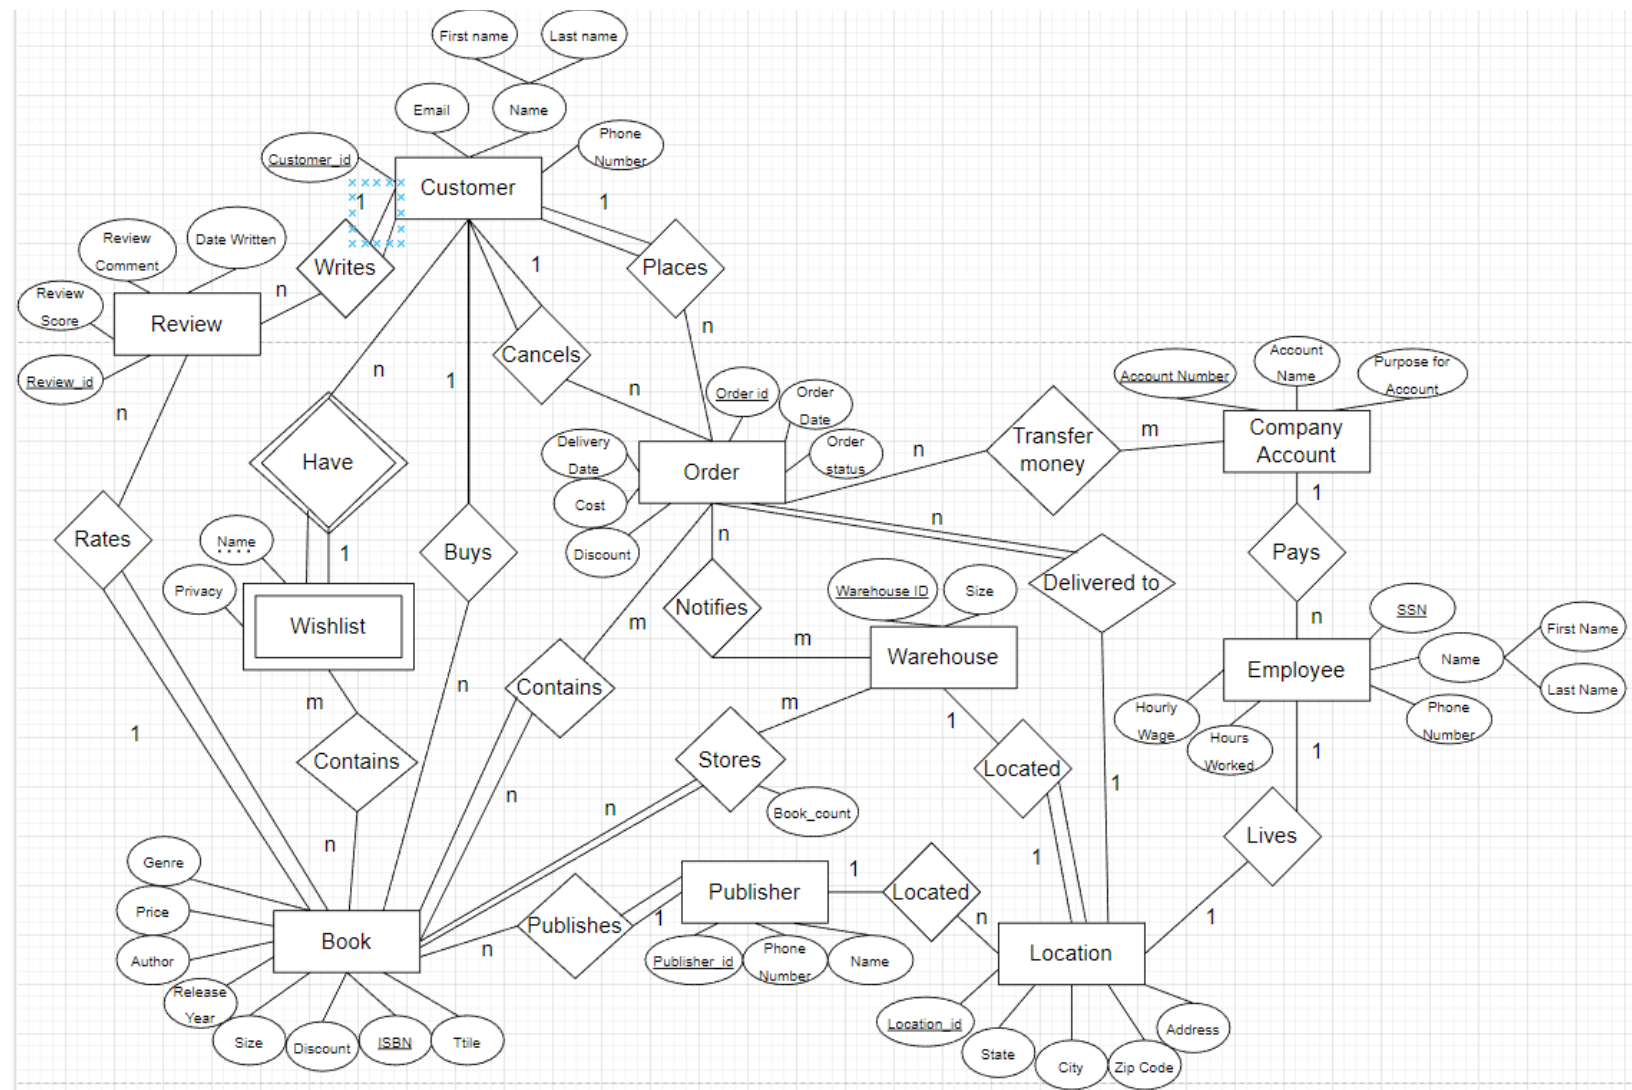 First name
Last name
Email
Name
Phone
Number
Customer_id
Customer
1
1
Review
Comment
Date Written
Writes
Places
1
n
Review
Score
Review
n
Cancels
Review_id
n
1
n
n
Order id
Order
Date
Account Number
Account
Name
Purpose for
Account
Have
Delivery
Date
Order
Order
status
n
Transfer
money
m
Company
Account
Cost
n
1
Rates
Name
1
Buys
Discount
n
Delivered to
Pays
Privacy
Notifies
Warehouse ID
Size
SSN
n
First Name
Wishlist
m
m
Warehouse
Employee
Name
Last Name
n
Contains
m
m
1
Hourly
Wage
Hours
Worked
Phone
Number
1
1
Contains
Stores
Located
1
n
n
Book_count
Lives
n
1
Genre
Publisher
1
Located
Price
Publishes
1
n
1
Book
n
Author
Publisher_id
Phone
Number
Name
Location
Release
Year
Size
Discount
ISBN
Ttile
Location_id
State
City
Zip Code
Address